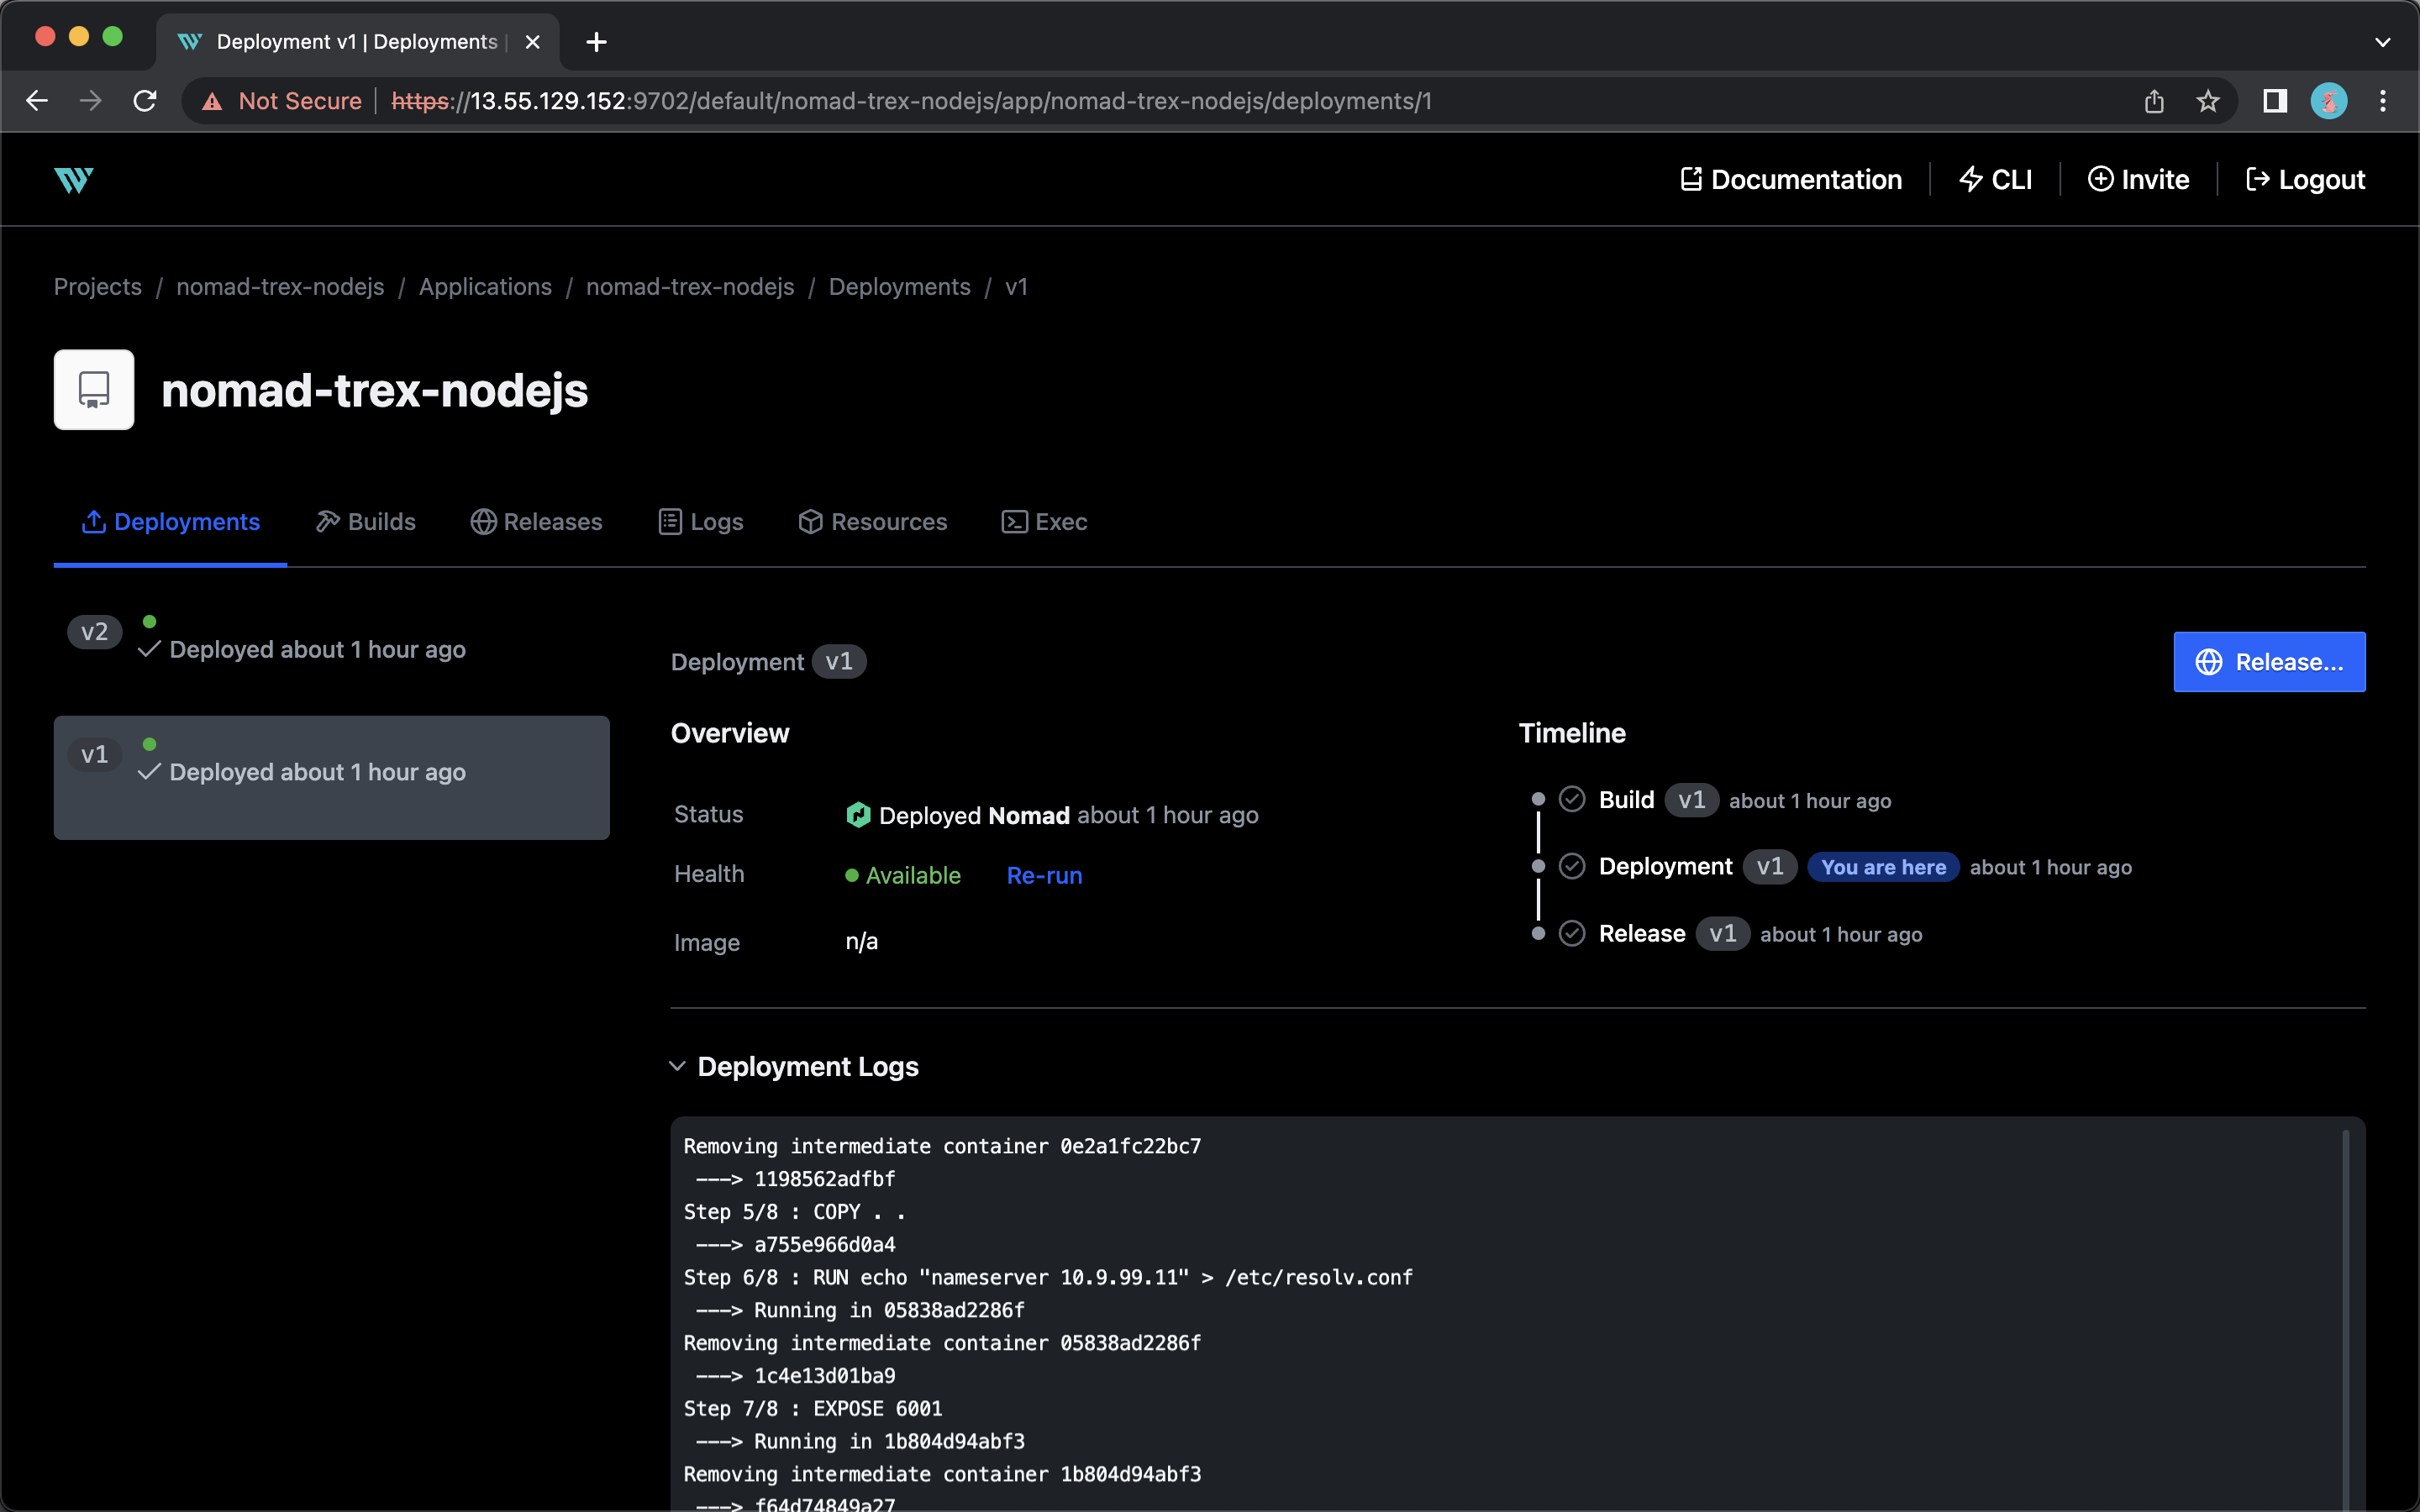 Deployment v1 | Deployments |
Not Secure | https://13.55.129.152:9702/default/nomad-trex-nodejs/app/nomad-trex-nodejs/deployments/1
Documentation CLI Invite Logout
Projects / nomad-trex-nodejs / Applications / nomad-trex-nodejs / Deployments / v1
nomad-trex-nodejs
Deployments Builds Releases Logs Resources Exec
v2 Deployed about 1 hour ago
v1 Deployed about 1 hour ago
Deployment v1
Release...
Overview
Status Deployed Nomad about 1 hour ago
Health Available Re-run
Image n/a
Timeline
Build v1 about 1 hour ago
Deployment v1 You are here about 1 hour ago
Release v1 about 1 hour ago
Deployment Logs
Removing intermediate container 0e2a1fc22bc7
---> 1198562adfbf
Step 5/8 : COPY . .
---> a755e966d0a4
Step 6/8 : RUN echo "nameserver 10.9.99.11" > /etc/resolv.conf
---> Running in 05838ad2286f
Removing intermediate container 05838ad2286f
---> 1c4e13d01ba9
Step 7/8 : EXPOSE 6001
---> Running in 1b804d94abf3
Removing intermediate container 1b804d94abf3
---> f64d74849a27